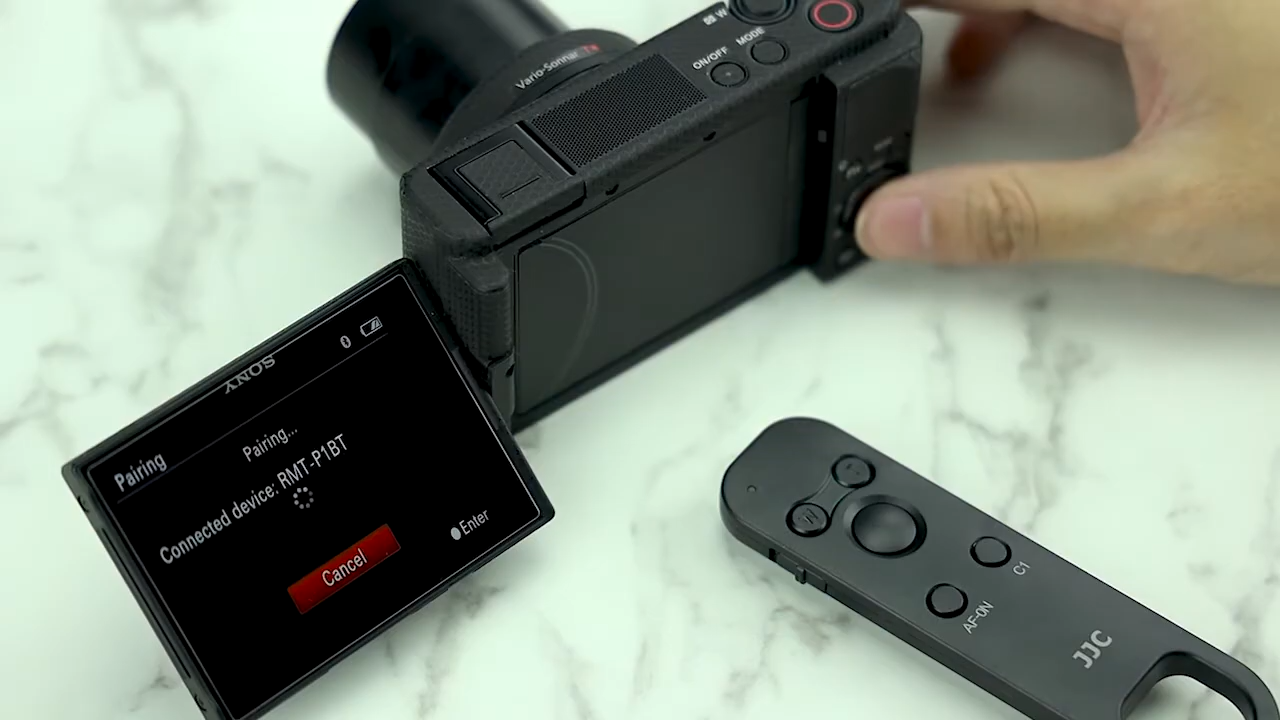 Vario-Sonnar T*
W
ON/OFF
MODE
SONY
Pairing
Pairing...
Connected device: RMT-P1BT
Cancel
Enter
C1
AF-ON
JJC